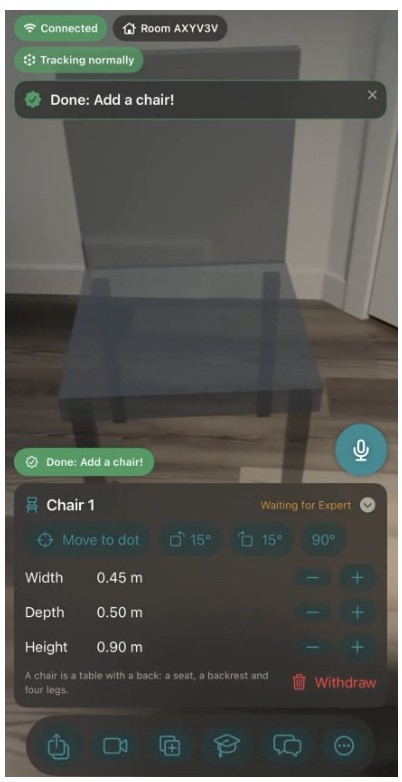 Connected
Room AXYV3V
Tracking normally
Done: Add a chair!
Done: Add a chair!
Chair 1
Waiting for Expert
Move to dot
15°
15°
90°
Width 0.45 m
Depth 0.50 m
Height 0.90 m
A chair is a table with a back: a seat, a backrest and
four legs.
Withdraw